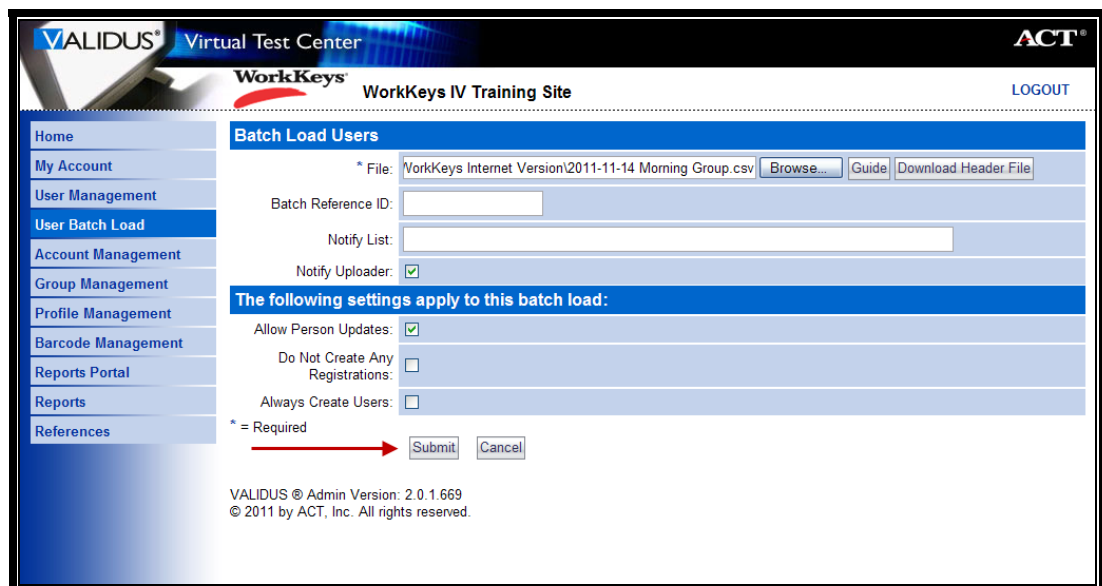 VALIDUS® Virtual Test Center ACT®
WorkKeys® WorkKeys IV Training Site LOGOUT
Home
My Account
User Management
User Batch Load
Account Management
Group Management
Profile Management
Barcode Management
Reports Portal
Reports
References
Batch Load Users
* File: WorkKeys Internet Version\2011-11-14 Morning Group.csv Browse... Guide Download Header File
Batch Reference ID:
Notify List:
Notify Uploader:
The following settings apply to this batch load:
Allow Person Updates:
Do Not Create Any
Registrations:
Always Create Users:
* = Required
Submit Cancel
VALIDUS ® Admin Version: 2.0.1.669
© 2011 by ACT, Inc. All rights reserved.